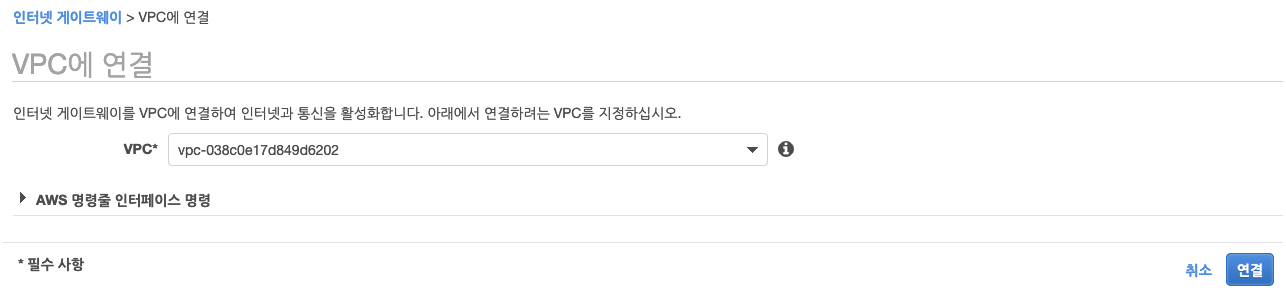 인터넷 게이트웨이 > VPC에 연결
VPC에 연결
인터넷 게이트웨이를 VPC에 연결하여 인터넷과 통신을 활성화합니다. 아래에서 연결하려는 VPC를 지정하십시오.
VPC* vpc-038c0e17d849d6202
AWS 명령줄 인터페이스 명령
* 필수 사항 취소 연결